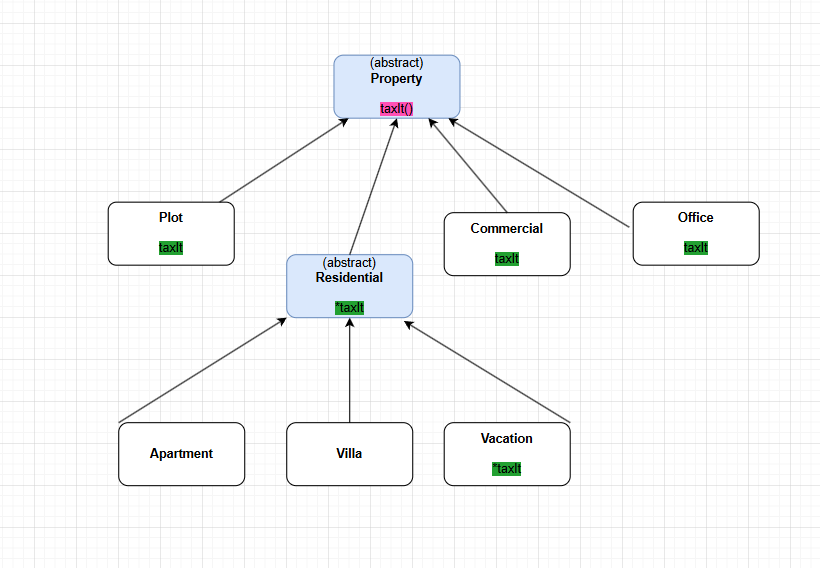 (abstract)
Property
taxIt()
Plot
taxIt
Commercial
taxIt
Office
taxIt
(abstract)
Residential
*taxIt
Apartment
Villa
Vacation
*taxIt